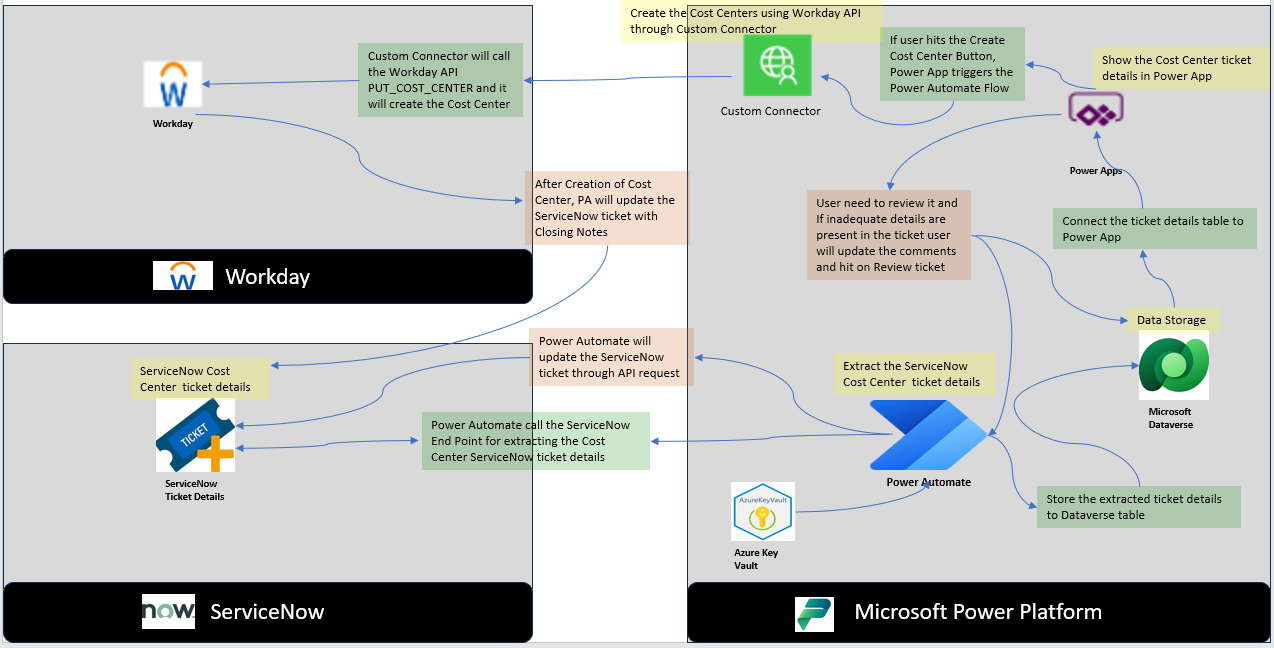 Create the Cost Centers using Workday API
through Custom Connector
Custom Connector will call
the Workday API
PUT_COST_CENTER and it
will create the Cost Center
Workday
Custom Connector
If user hits the Create
Cost Center Button,
Power App triggers the
Power Automate Flow
Show the Cost Center ticket
details in Power App
Power Apps
After Creation of Cost
Center, PA will update the
ServiceNow ticket with
Closing Notes
User need to review it and
If inadequate details are
present in the ticket user
will update the comments
and hit on Review ticket
Connect the ticket details table to
Power App
Workday
Data Storage
Microsoft
Dataverse
Power Automate will
update the ServiceNow
ticket through API request
ServiceNow Cost
Center  ticket details
TICKET
ServiceNow
Ticket Details
Power Automate call the ServiceNow
End Point for extracting the Cost
Center ServiceNow ticket details
Extract the ServiceNow
Cost Center  ticket details
Power Automate
AzureKeyVault
Azure Key
Vault
Store the extracted ticket details
to Dataverse table
now
ServiceNow
Microsoft Power Platform